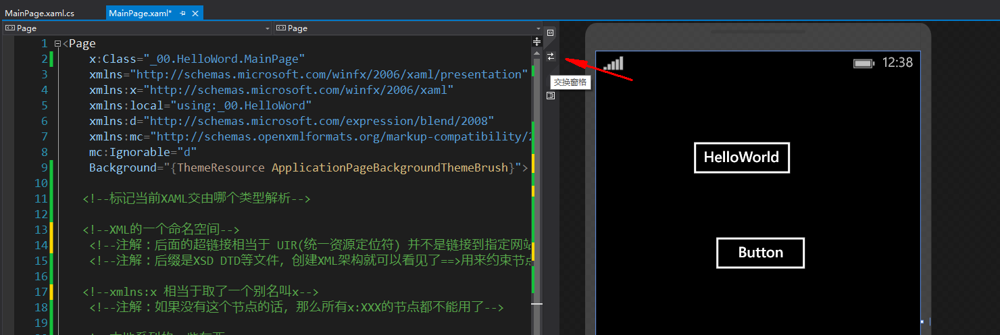 MainPage.xaml.cs
MainPage.xaml*
Page
Page
1 <Page
2 x:Class="_00.HelloWord.MainPage"
3 xmlns="http://schemas.microsoft.com/winfx/2006/xaml/presentation"
4 xmlns:x="http://schemas.microsoft.com/winfx/2006/xaml"
5 xmlns:local="using:_00.HelloWord"
6 xmlns:d="http://schemas.microsoft.com/expression/blend/2008"
7 xmlns:mc="http://schemas.openxmlformats.org/markup-compatibility/2
8 mc:Ignorable="d"
9 Background="{ThemeResource ApplicationPageBackgroundThemeBrush}">
10
11 <!--标记当前XAML交由哪个类型解析-->
12
13 <!--XML的一个命名空间-->
14 <!--注解：后面的超链接相当于 UIR(统一资源定位符) 并不是链接到指定网站
15 <!--注解：后缀是XSD DTD等文件，创建XML架构就可以看见了==>用来约束节点
16
17 <!--xmlns:x 相当于取了一个别名叫x-->
18 <!--注解：如果没有这个节点的话，那么所有x:XXX的节点都不能用了-->
19
交换窗格
12:38
HelloWorld
Button